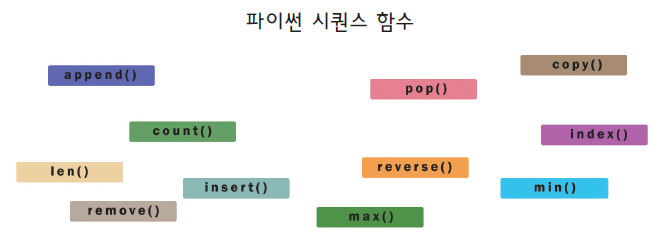 파이썬 시퀀스 함수
copy()
append()
pop()
count()
index()
reverse()
len()
insert()
min()
remove()
max()